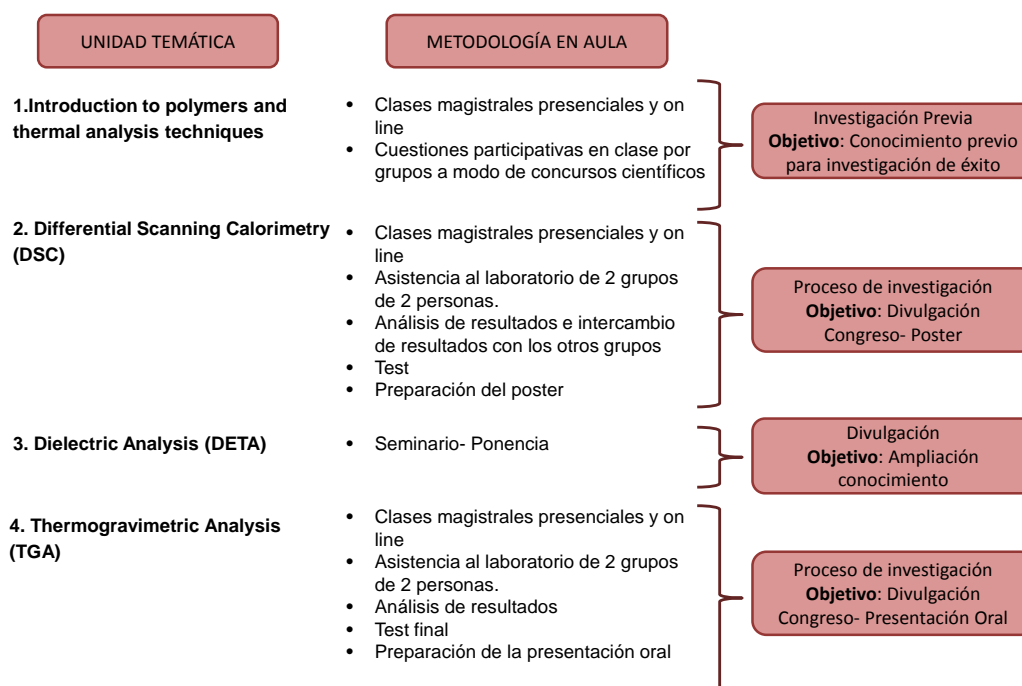 UNIDAD TEMÁTICA
METODOLOGÍA EN AULA
1.Introduction to polymers and
thermal analysis techniques
• Clases magistrales presenciales y on
line
• Cuestiones participativas en clase por
grupos a modo de concursos científicos
Investigación Previa
Objetivo: Conocimiento previo
para investigación de éxito
2. Differential Scanning Calorimetry
(DSC)
• Clases magistrales presenciales y on
line
• Asistencia al laboratorio de 2 grupos
de 2 personas.
• Análisis de resultados e intercambio
de resultados con los otros grupos
• Test
• Preparación del poster
Proceso de investigación
Objetivo: Divulgación
Congreso- Poster
3. Dielectric Analysis (DETA)
• Seminario- Ponencia
Divulgación
Objetivo: Ampliación
conocimiento
4. Thermogravimetric Analysis
(TGA)
• Clases magistrales presenciales y on
line
• Asistencia al laboratorio de 2 grupos
de 2 personas.
• Análisis de resultados
• Test final
• Preparación de la presentación oral
Proceso de investigación
Objetivo: Divulgación
Congreso- Presentación Oral